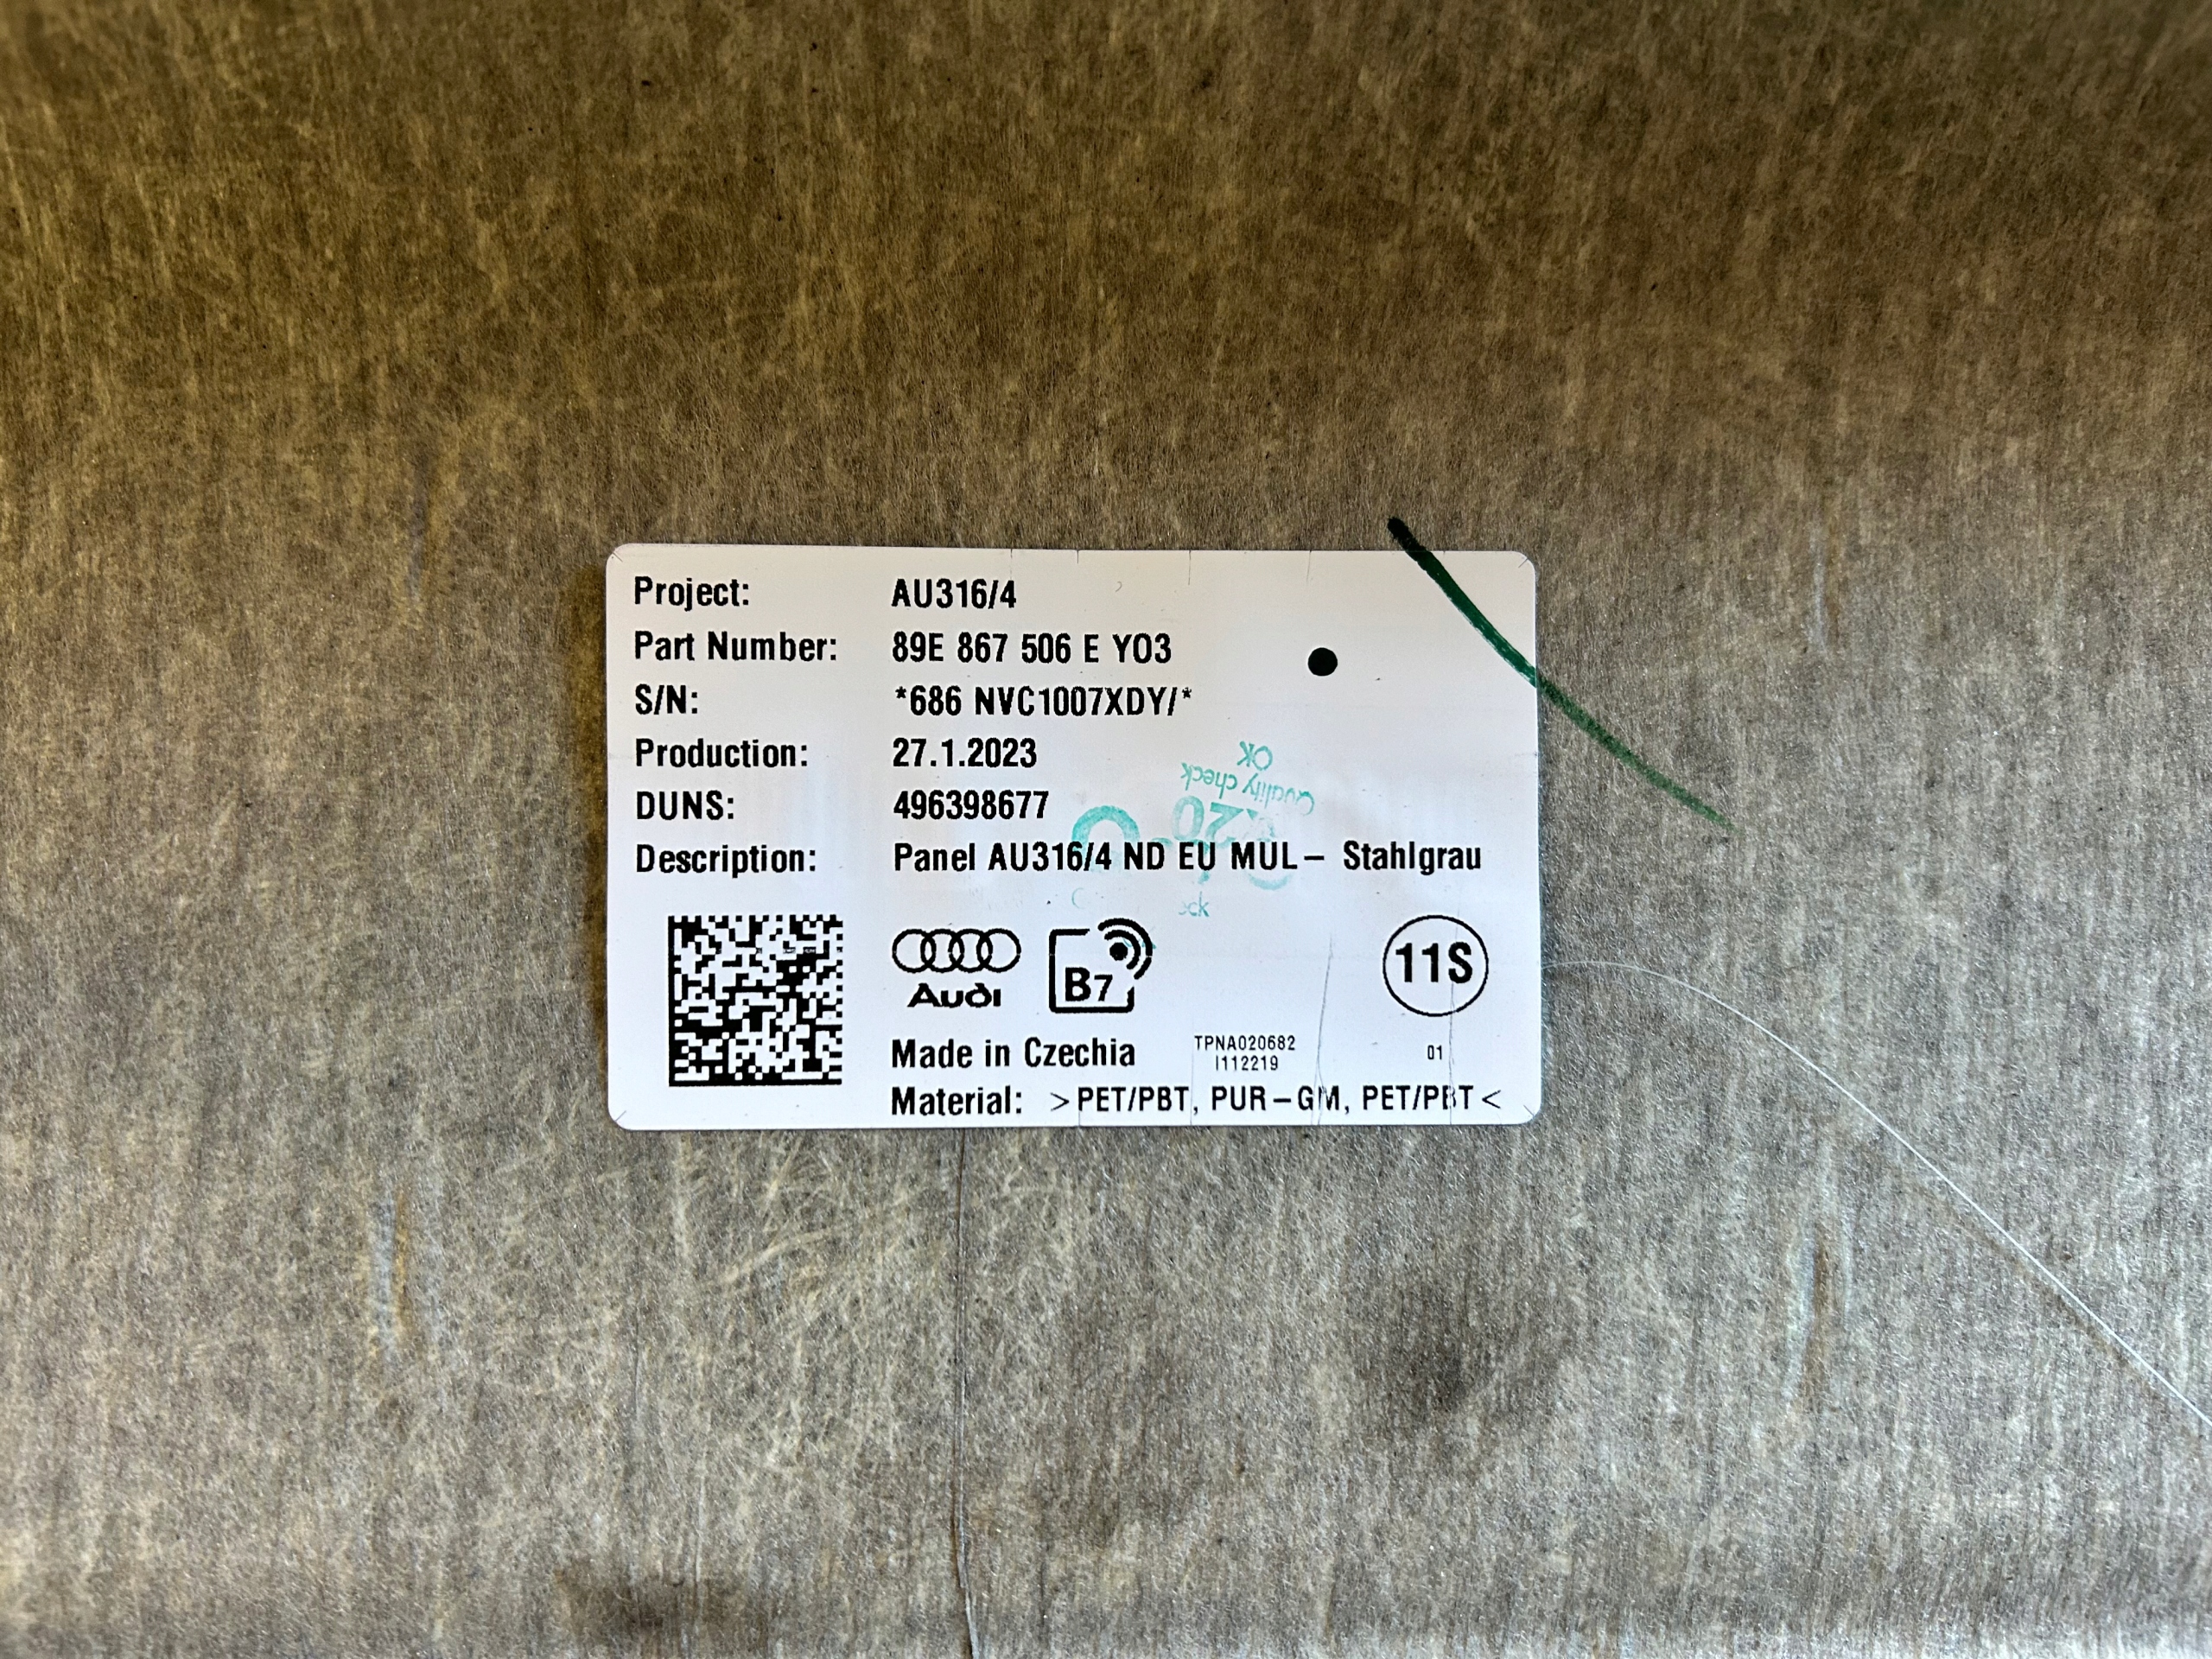 Project: AU316/4
Part Number: 89E 867 506 E YO3
S/N: *686 NVC1007XDY/*
Production: 27.1.2023
OK
Quality check
DUNS: 496398677
Description: Panel AU316/4 ND EU MUL– Stahlgrau
Audi
B7
11S
Made in Czechia
TPNA020682
I112219
01
Material: >PET/PBT, PUR–GM, PET/PBT<